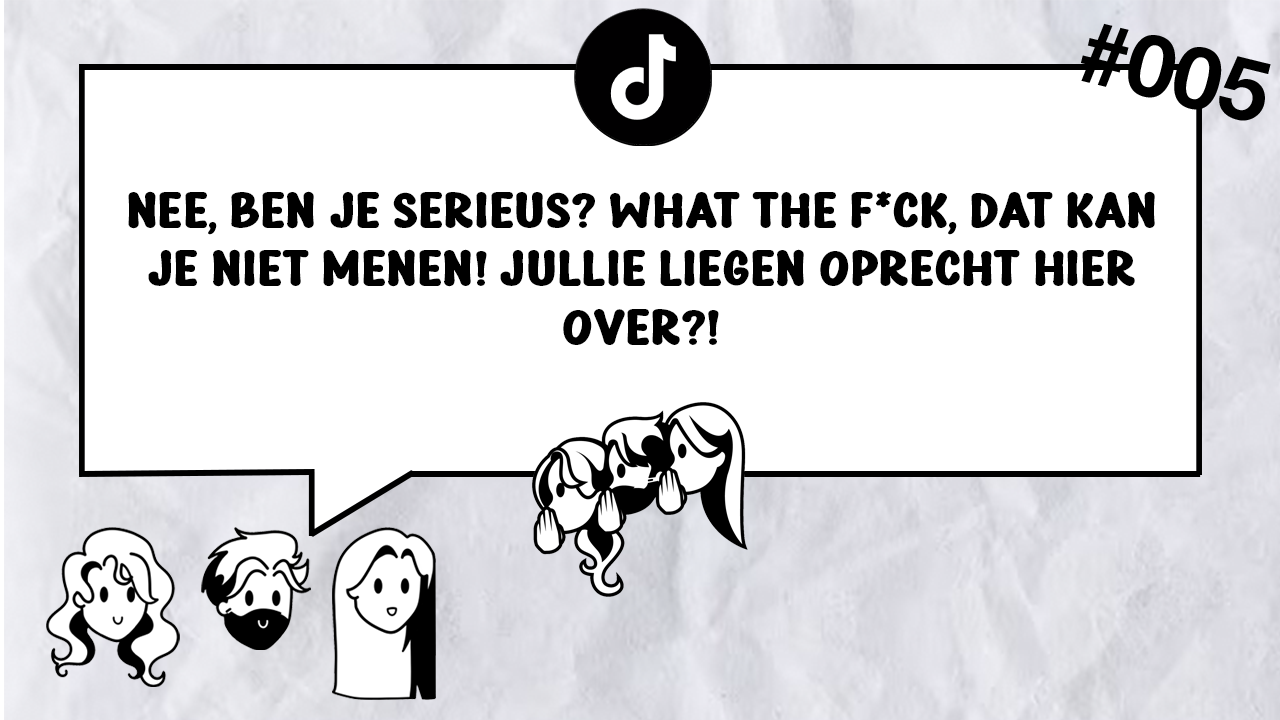 #005
NEE, BEN JE SERIEUS? WHAT THE F*CK, DAT KAN
JE NIET MENEN! JULLIE LIEGEN OPRECHT HIER
OVER?!